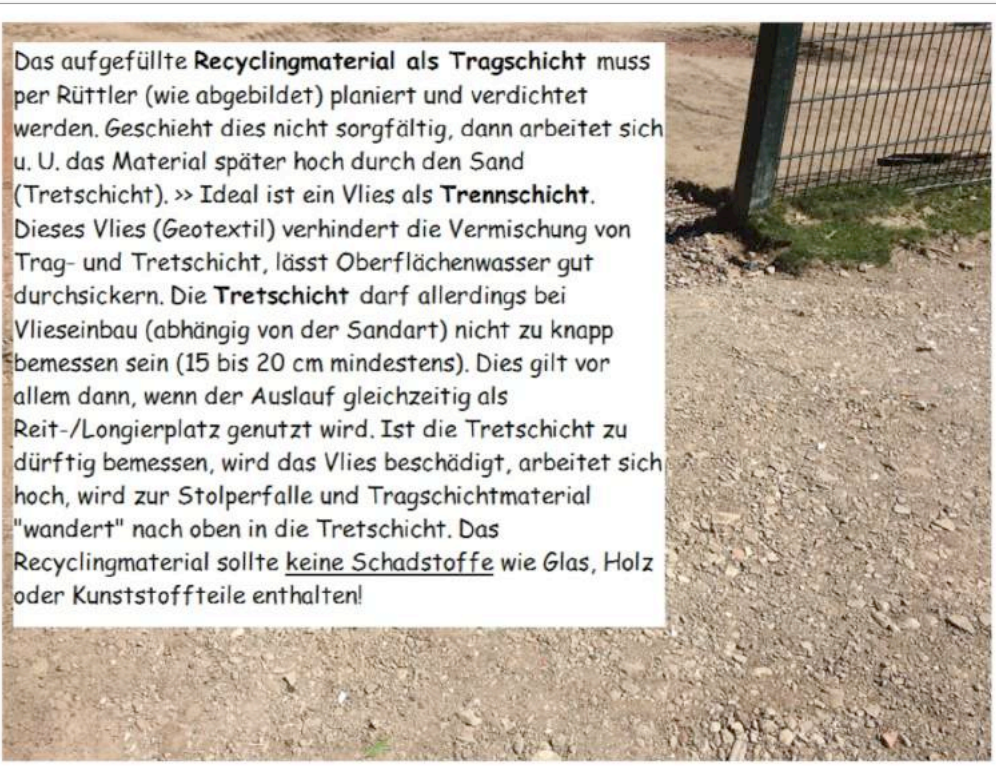 Das aufgefüllte Recyclingmaterial als Tragschicht muss
per Rüttler (wie abgebildet) planiert und verdichtet
werden. Geschieht dies nicht sorgfältig, dann arbeitet sich
u. U. das Material später hoch durch den Sand
(Tretschicht). >> Ideal ist ein Vlies als Trennschicht.
Dieses Vlies (Geotextil) verhindert die Vermischung von
Trag- und Tretschicht, lässt Oberflächenwasser gut
durchsickern. Die Tretschicht darf allerdings bei
Vlieseinbau (abhängig von der Sandart) nicht zu knapp
bemessen sein (15 bis 20 cm mindestens). Dies gilt vor
allem dann, wenn der Auslauf gleichzeitig als
Reit-/Longierplatz genutzt wird. Ist die Tretschicht zu
dürftig bemessen, wird das Vlies beschädigt, arbeitet sich
hoch, wird zur Stolperfalle und Tragschichtmaterial
"wandert" nach oben in die Tretschicht. Das
Recyclingmaterial sollte keine Schadstoffe wie Glas, Holz
oder Kunststoffteile enthalten!